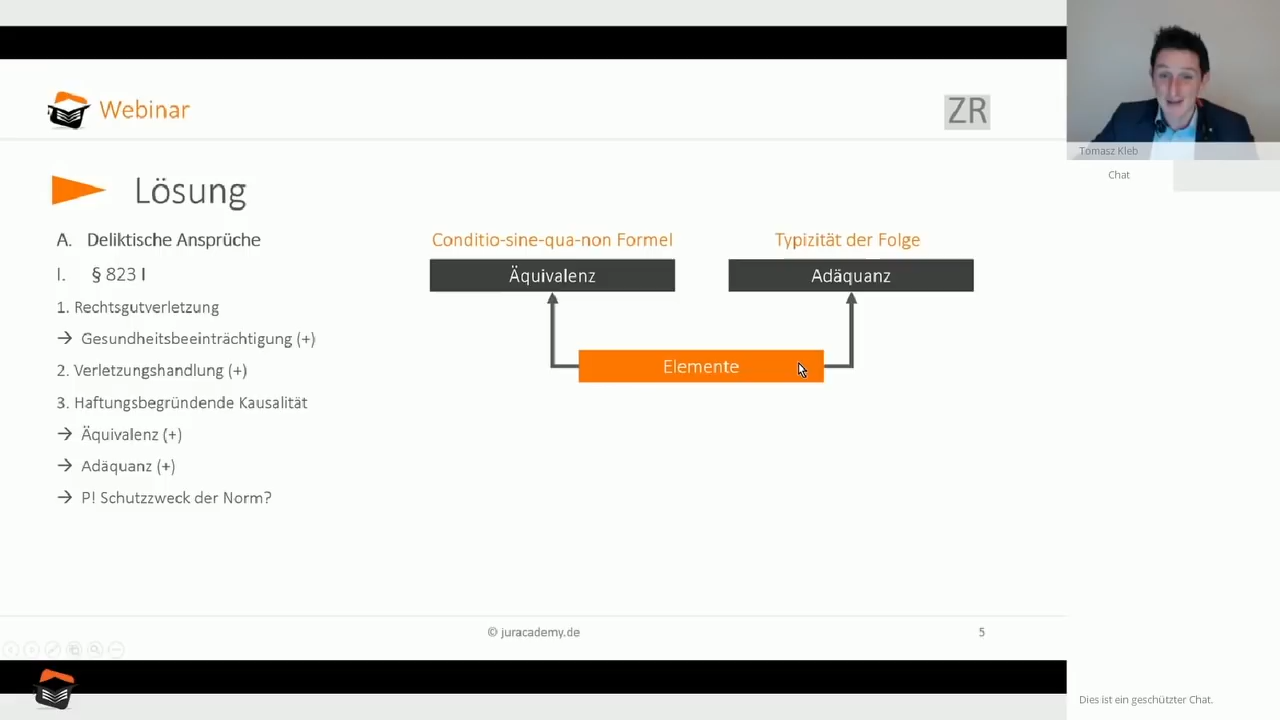 Webinar
ZR
Lösung
A. Deliktische Ansprüche
I. § 823 I
1. Rechtsgutverletzung
→ Gesundheitsbeeinträchtigung (+)
2. Verletzungshandlung (+)
3. Haftungsbegründende Kausalität
→ Äquivalenz (+)
→ Adäquanz (+)
→ P! Schutzzweck der Norm?
Conditio-sine-qua-non Formel
Typizität der Folge
Äquivalenz
Adäquanz
Elemente
© juracademy.de
5
Tomasz Kleb
Chat
Dies ist ein geschützter Chat.